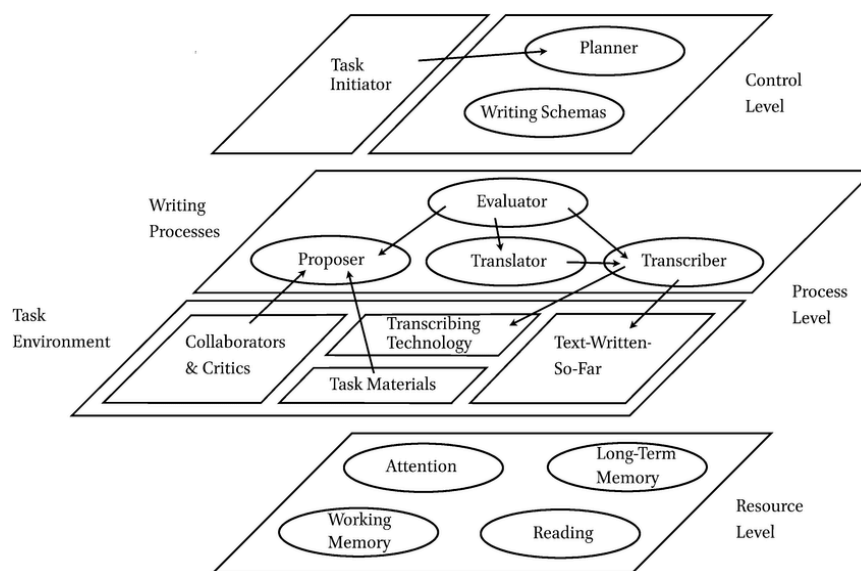 Task
Initiator
Planner
Writing Schemas
Control
Level
Writing
Processes
Evaluator
Proposer
Translator
Transcriber
Process
Level
Task
Environment
Collaborators
& Critics
Transcribing
Technology
Task Materials
Text-Written-
So-Far
Attention
Long-Term
Memory
Working
Memory
Reading
Resource
Level